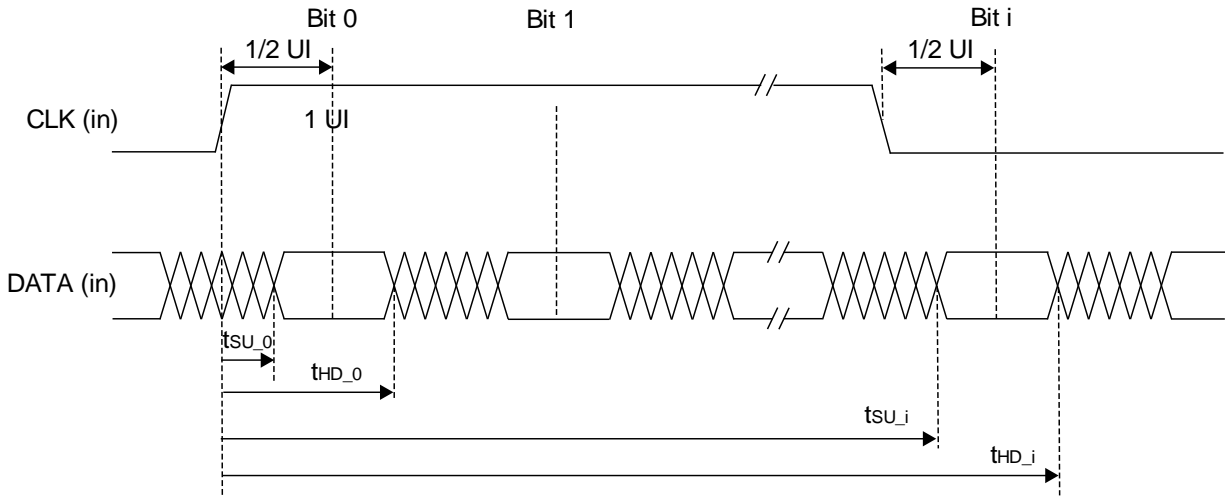 Bit 0
Bit 1
Bit i
1/2 UI
1/2 UI
CLK (in)
1 UI
DATA (in)
tSU_0
tHD_0
tSU_i
tHD_i